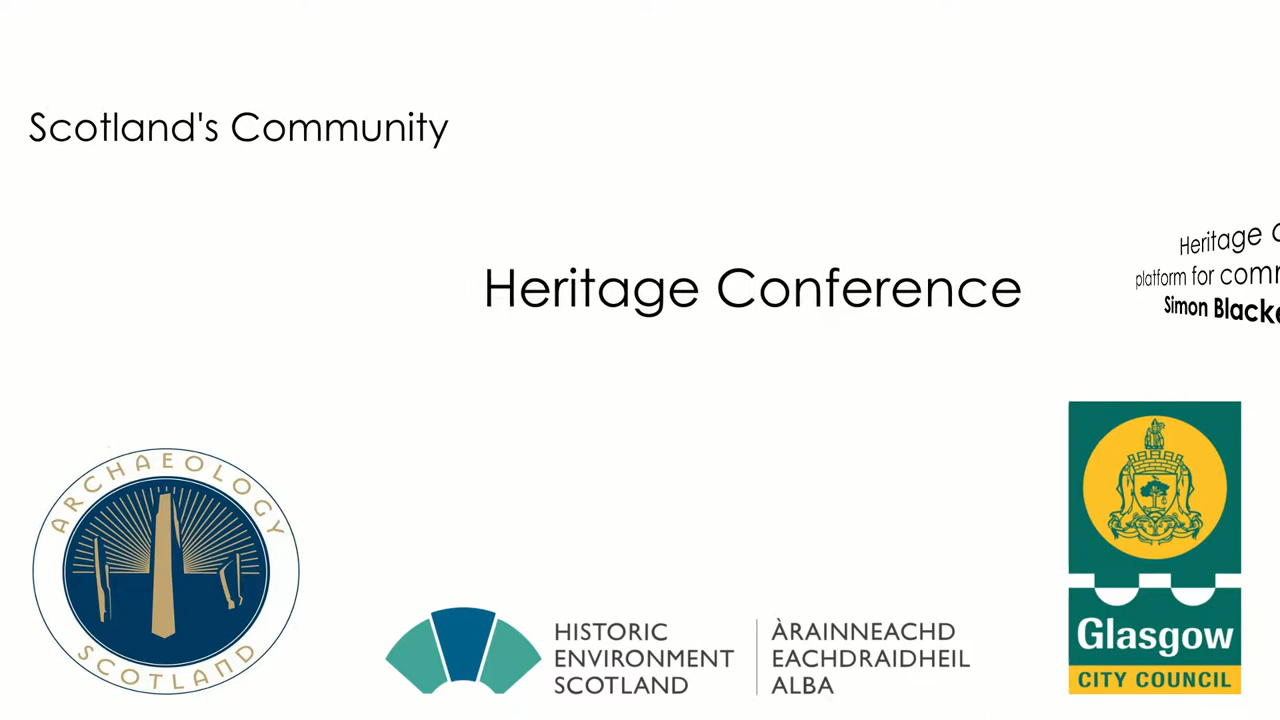 Scotland's Community
Heritage Conference
Heritage
platform for
Simon
ARCHAEOLOGY
SCOTLAND
HISTORIC
ENVIRONMENT
SCOTLAND
ÀRAINNEACHD
EACHDRAIDHEIL
ALBA
Glasgow
CITY COUNCIL